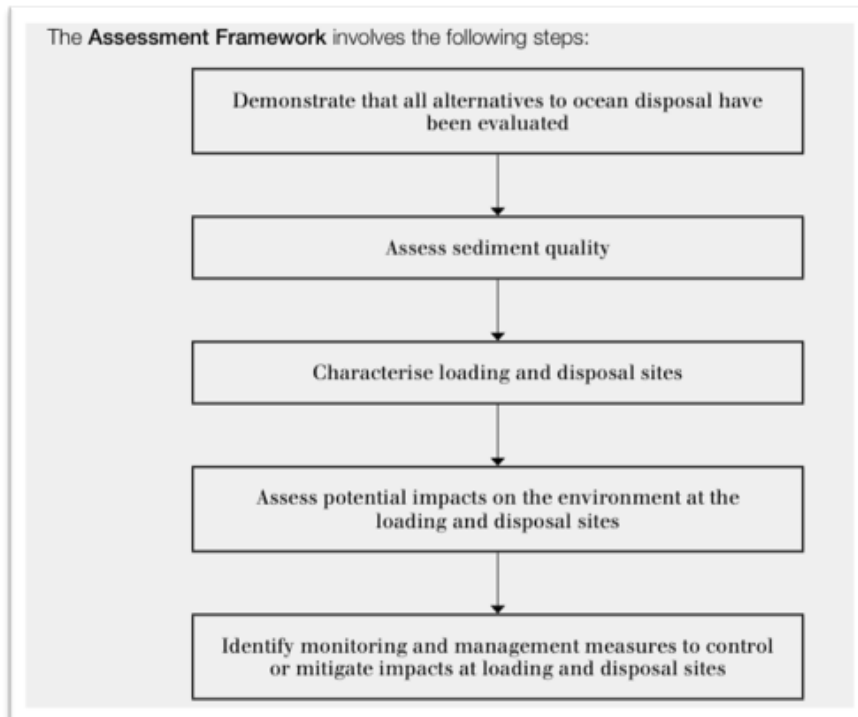 The Assessment Framework involves the following steps:
Demonstrate that all alternatives to ocean disposal have
been evaluated
Assess sediment quality
Characterise loading and disposal sites
Assess potential impacts on the environment at the
loading and disposal sites
Identify monitoring and management measures to control
or mitigate impacts at loading and disposal sites